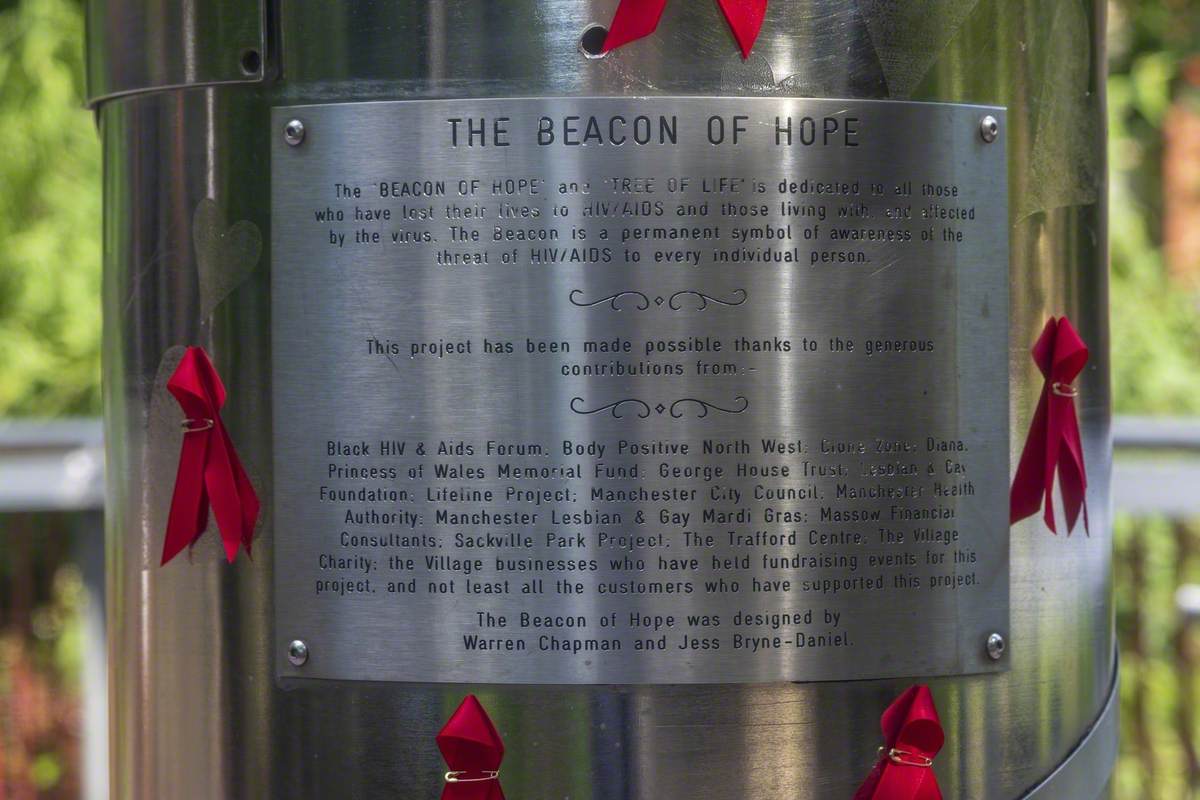 THE BEACON OF HOPE
The "BEACON OF HOPE" and "TREE OF LIFE" is dedicated to all those
who have lost their lives to HIV/AIDS and those living with, and affected
by the virus. The Beacon is a permanent symbol of awareness of the
threat of HIV/AIDS to every individual person.
This project has been made possible thanks to the generous
contributions from:-
Black HIV & Aids Forum; Body Positive North West; Clone Zone; Diana,
Princess of Wales Memorial Fund; George House Trust; Lesbian & Gay
Foundation; Lifeline Project; Manchester City Council; Manchester Health
Authority; Manchester Lesbian & Gay Mardi Gras; Massow Financial
Consultants; Sackville Park Project; The Trafford Centre; The Village
Charity; the Village businesses who have held fundraising events for this
project, and not least all the customers who have supported this project.
The Beacon of Hope was designed by
Warren Chapman and Jess Bryne-Daniel.